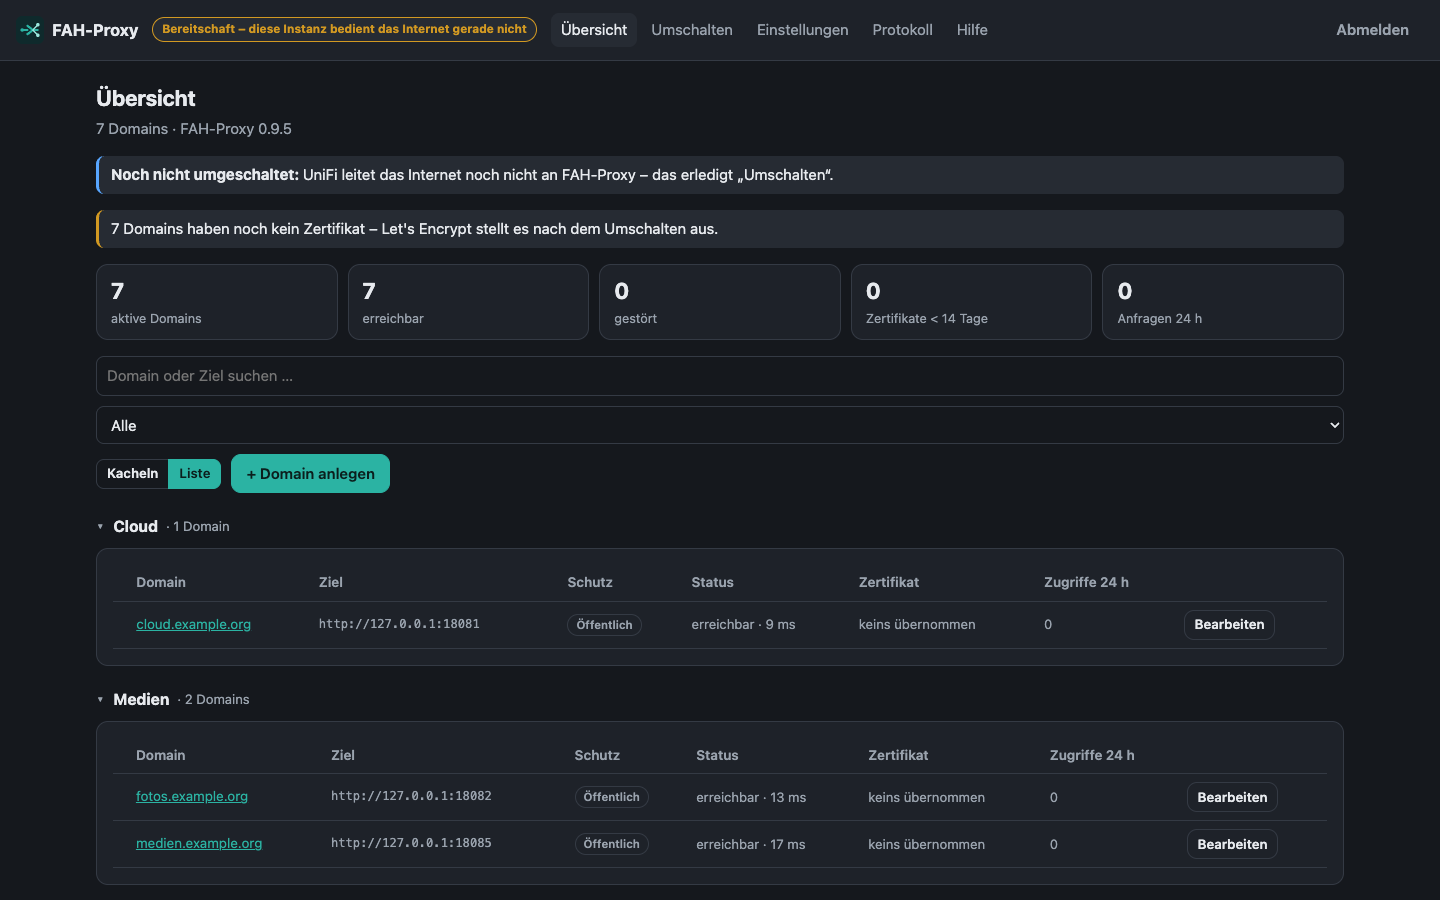 FAH-Proxy Bereitschaft – diese Instanz bedient das Internet gerade nicht Übersicht Umschalten Einstellungen Protokoll Hilfe Abmelden
Übersicht
7 Domains · FAH-Proxy 0.9.5
Noch nicht umgeschaltet: UniFi leitet das Internet noch nicht an FAH-Proxy – das erledigt „Umschalten“.
7 Domains haben noch kein Zertifikat – Let's Encrypt stellt es nach dem Umschalten aus.
7 7 0 0 0
aktive Domains erreichbar gestört Zertifikate < 14 Tage Anfragen 24 h
Domain oder Ziel suchen ...
Alle
Kacheln Liste + Domain anlegen
▾ Cloud · 1 Domain
Domain Ziel Schutz Status Zertifikat Zugriffe 24 h
cloud.example.org http://127.0.0.1:18081 Öffentlich erreichbar · 9 ms keins übernommen 0 Bearbeiten
▾ Medien · 2 Domains
Domain Ziel Schutz Status Zertifikat Zugriffe 24 h
fotos.example.org http://127.0.0.1:18082 Öffentlich erreichbar · 13 ms keins übernommen 0 Bearbeiten
medien.example.org http://127.0.0.1:18085 Öffentlich erreichbar · 17 ms keins übernommen 0 Bearbeiten